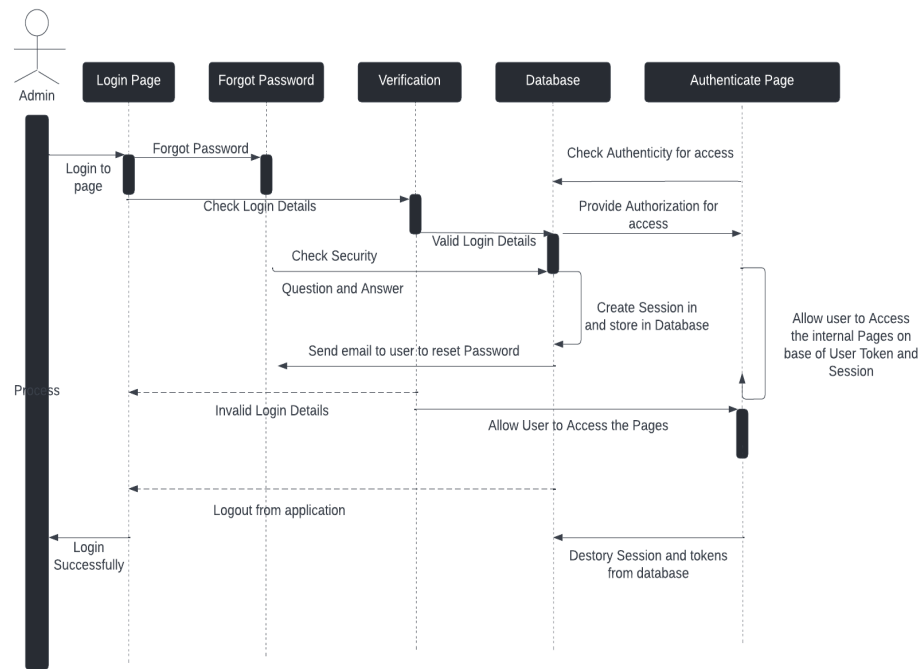 Admin
Login Page
Forgot Password
Verification
Database
Authenticate Page
Forgot Password
Check Authenticity for access
Login to
page
Check Login Details
Provide Authorization for
access
Valid Login Details
Check Security
Question and Answer
Create Session in
and store in Database
Allow user to Access
the internal Pages on
base of User Token and
Session
Send email to user to reset Password
Process
Invalid Login Details
Allow User to Access the Pages
Logout from application
Login
Successfully
Destory Session and tokens
from database